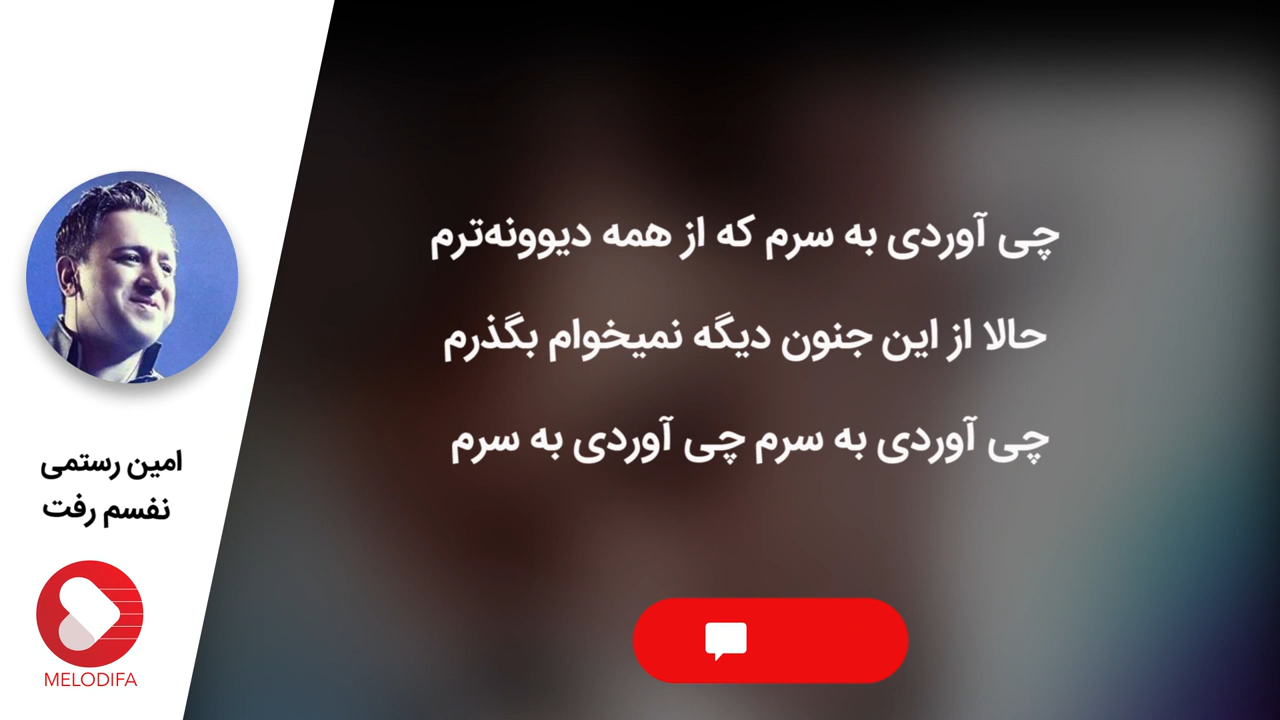 چی آوردی به سرم که از همه دیوونه‌ترم
حالا از این جنون دیگه نمیخوام بگذرم
چی آوردی به سرم چی آوردی به سرم
امین رستمی
نفسم رفت
MELODIFA